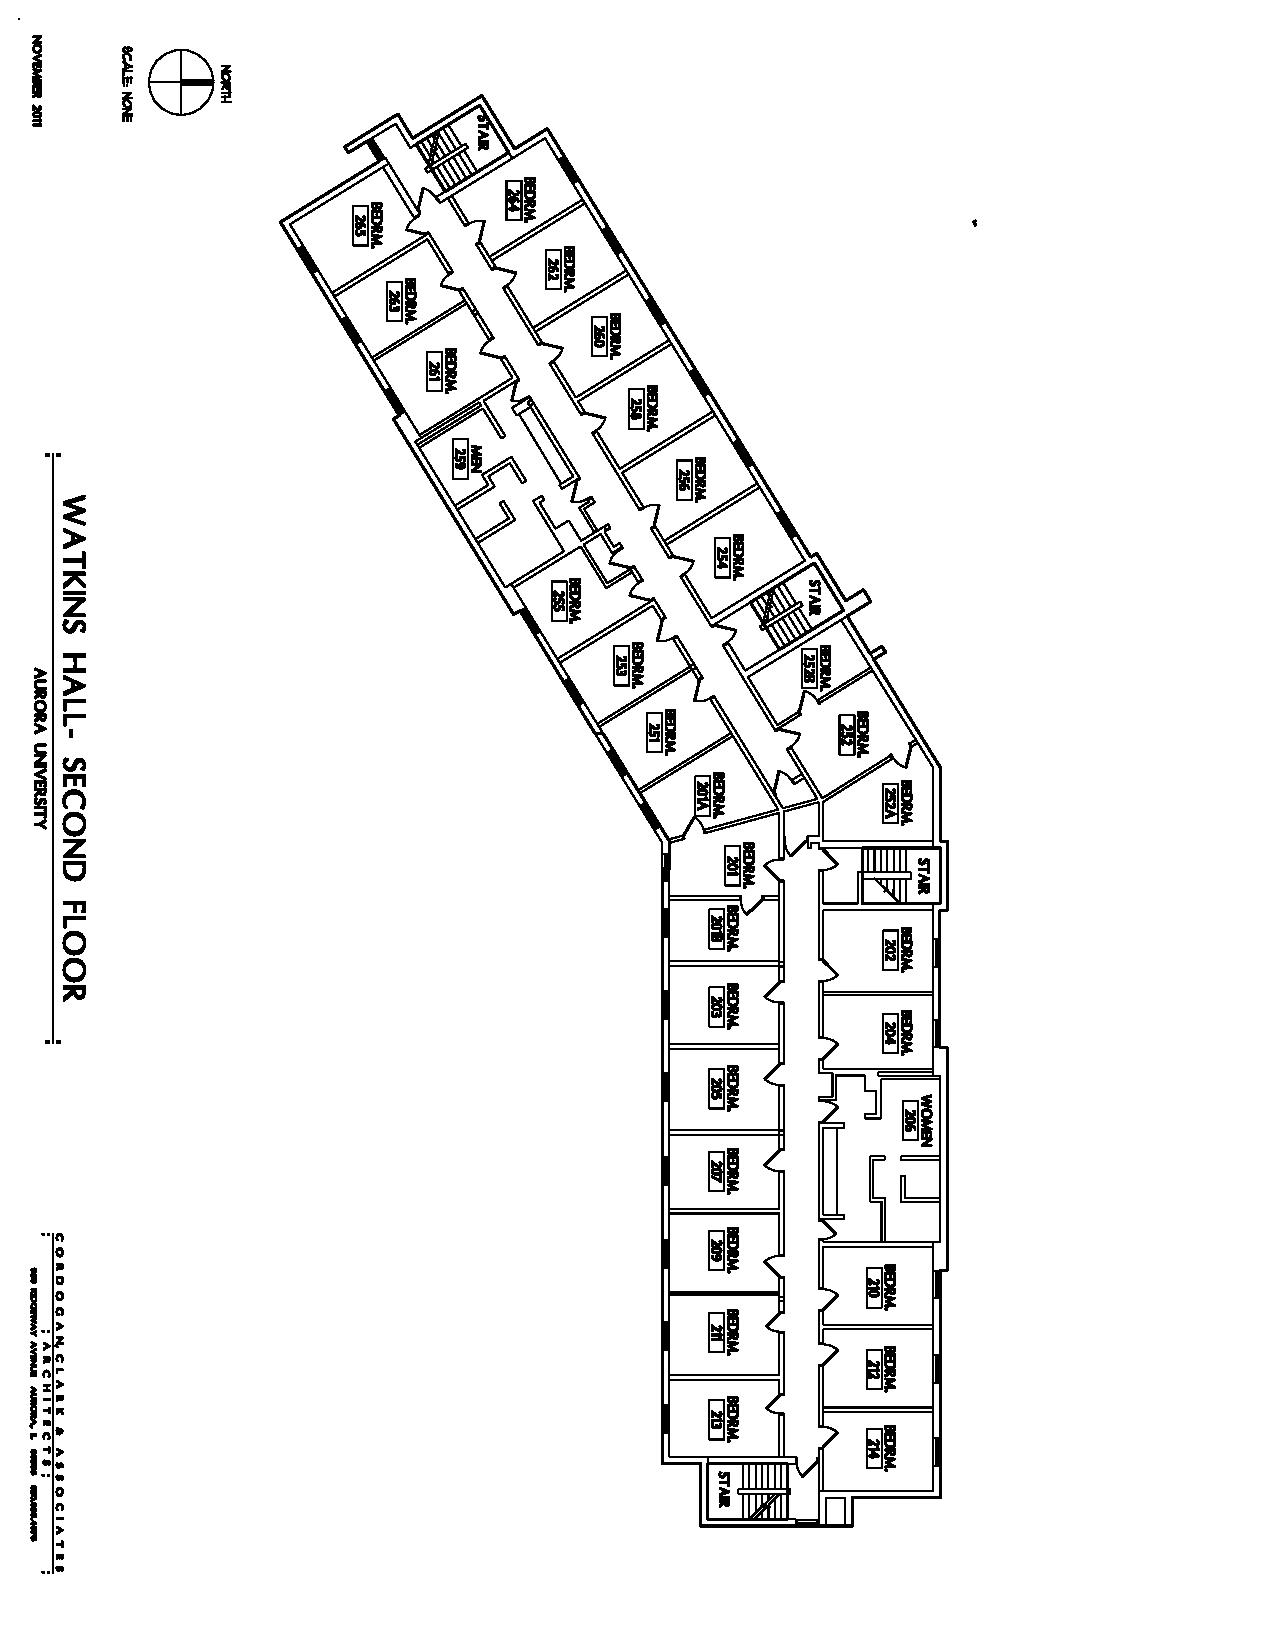 NORTH
SCALE: NONE
NOVEMBER 2011
STAIR
BEDRM.
264
BEDRM.
265
BEDRM.
262
BEDRM.
263
BEDRM.
260
BEDRM.
261
BEDRM.
258
MEN
259
BEDRM.
256
BEDRM.
254
BEDRM.
255
STAIR
BEDRM.
253
BEDRM.
252B
BEDRM.
251
BEDRM.
252
BEDRM.
201A
BEDRM.
252A
BEDRM.
201
STAIR
BEDRM.
201B
BEDRM.
202
BEDRM.
203
BEDRM.
204
BEDRM.
205
WOMEN
206
BEDRM.
207
BEDRM.
209
BEDRM.
210
BEDRM.
211
BEDRM.
212
BEDRM.
213
BEDRM.
214
STAIR
WATKINS HALL- SECOND FLOOR
AURORA UNIVERSITY
CORDOGAN, CLARK & ASSOCIATES
: ARCHITECTS :
RIDGEWAY AVENUE AURORA, IL